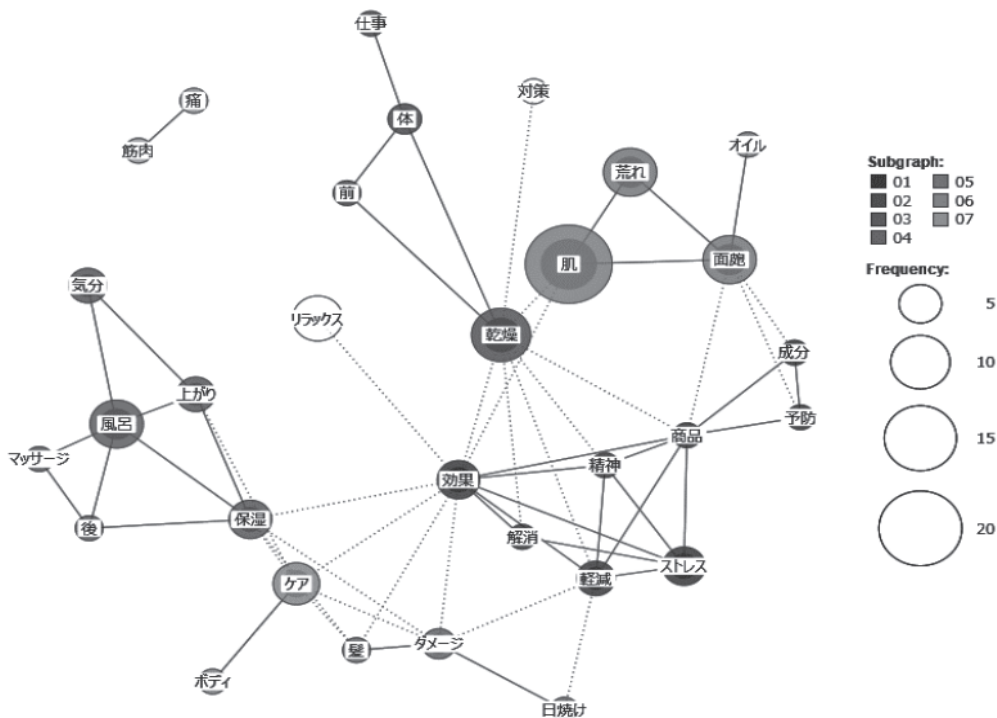 仕事
対策
痛
体
筋肉
オイル
荒れ
前
面皰
肌
気分
リラックス
乾燥
成分
上がり
風呂
予防
商品
マッサージ
精神
効果
保湿
後
解消
ストレス
軽減
ケア
髪
ダメージ
ボディ
日焼け
Subgraph:
01 05
02 06
03 07
04
Frequency:
5
10
15
20